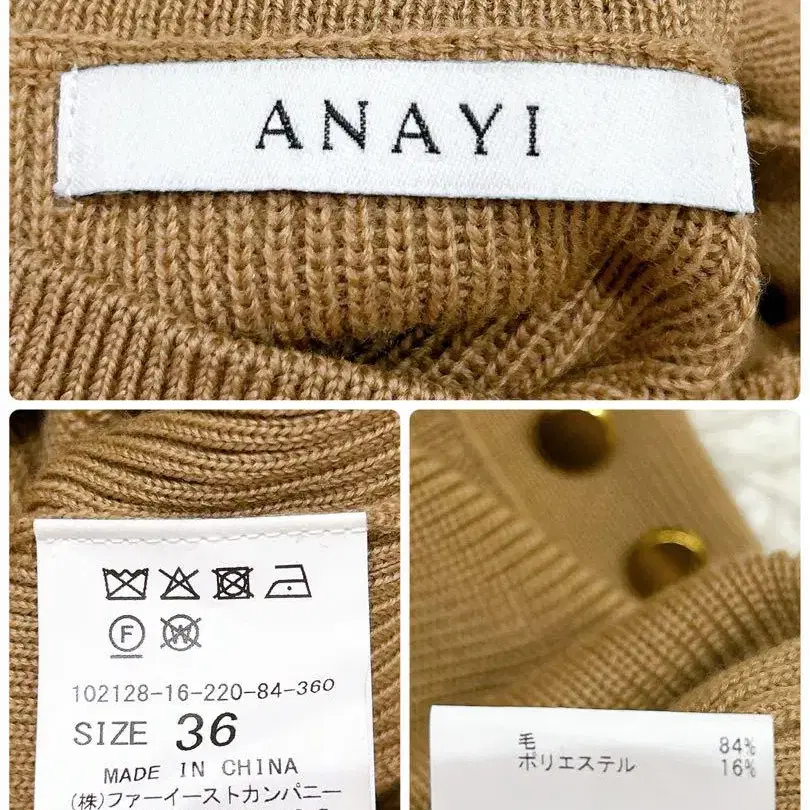 ANAYI
F
W
102128-16-220-84-360
SIZE 36
MADE IN CHINA
(株)ファーイーストカンパニー
毛 84%
ポリエステル 16%